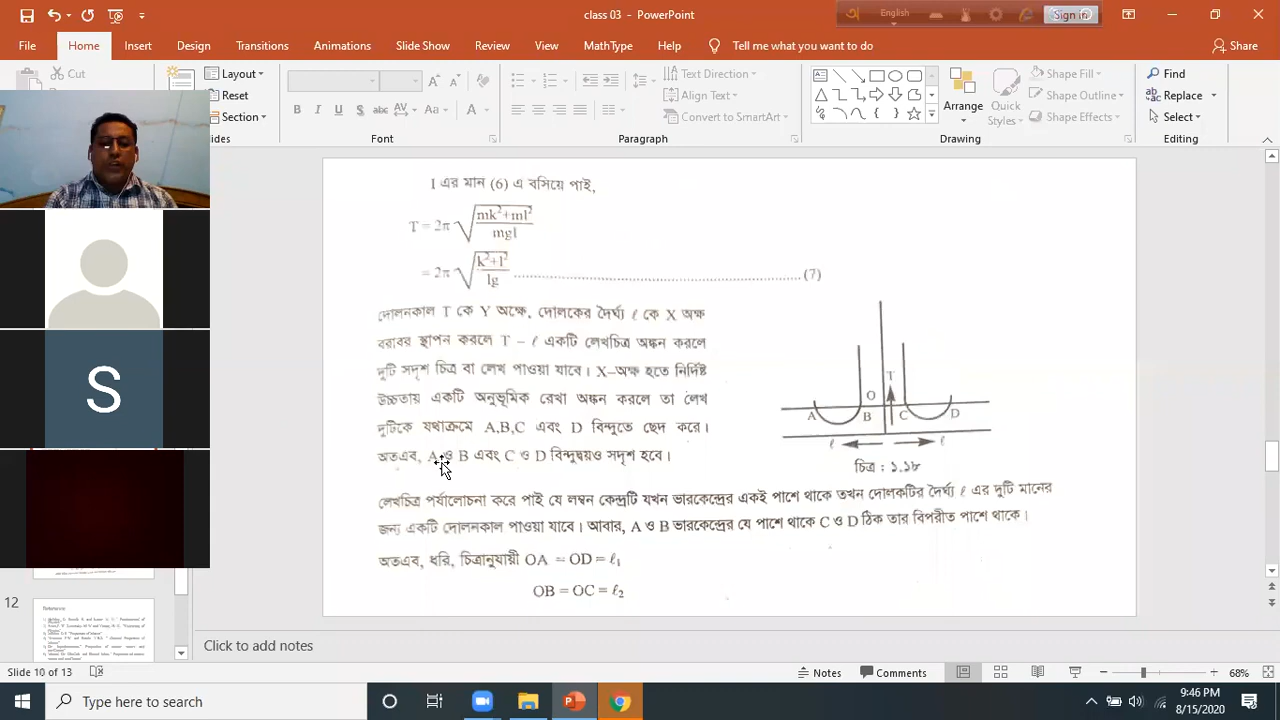 class 03 - PowerPoint
English
Sign in
File Home Insert Design Transitions Animations Slide Show Review View MathType Help Tell me what you want to do Share
Cut
Layout
Reset
Section
Text Direction
Align Text
Convert to SmartArt
Arrange
Quick Styles
Shape Fill
Shape Outline
Shape Effects
Find
Replace
Select
Font Paragraph Drawing Editing
I এর মান (6) এ বসিয়ে পাই,
T = 2π √(mk²+ml² / mgl)
= 2π √(k²+l² / lg) ........................................ (7)
দোলনকাল T কে Y অক্ষে, দোলকের দৈর্ঘ্য ℓ কে X অক্ষ
বরাবর স্থাপন করলে T – ℓ একটি লেখচিত্র অঙ্কন করলে
দুটি সদৃশ চিত্র বা লেখ পাওয়া যাবে। X–অক্ষ হতে নির্দিষ্ট
উচ্চতায় একটি অনুভূমিক রেখা অঙ্কন করলে তা লেখ
দুটিকে যথাক্রমে A,B,C এবং D বিন্দুতে ছেদ করে।
অতএব, A ও B এবং C ও D বিন্দুদ্বয়ও সদৃশ হবে।
T
O
A B C D
ℓ ℓ
চিত্র : ১.১৮
লেখচিত্র পর্যালোচনা করে পাই যে লম্বন কেন্দ্রটি যখন ভারকেন্দ্রের একই পাশে থাকে তখন দোলকটির দৈর্ঘ্য ℓ এর দুটি মানের
জন্য একটি দোলনকাল পাওয়া যাবে। আবার, A ও B ভারকেন্দ্রের যে পাশে থাকে C ও D ঠিক তার বিপরীত পাশে থাকে।
অতএব, ধরি, চিত্রানুযায়ী OA = OD = ℓ₁
OB = OC = ℓ₂
S
12
Click to add notes
Slide 10 of 13
Notes Comments 68%
Type here to search
9:46 PM
8/15/2020